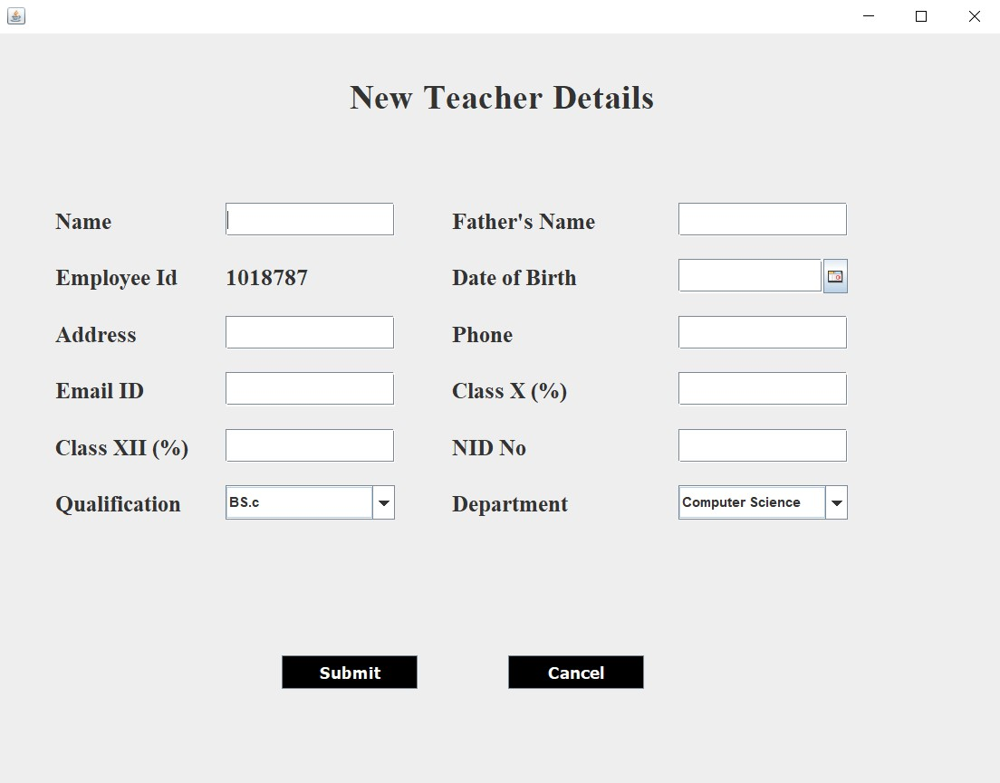 New Teacher Details
Name Father's Name
Employee Id 1018787 Date of Birth
Address Phone
Email ID Class X (%)
Class XII (%) NID No
Qualification BS.c Department Computer Science
Submit Cancel